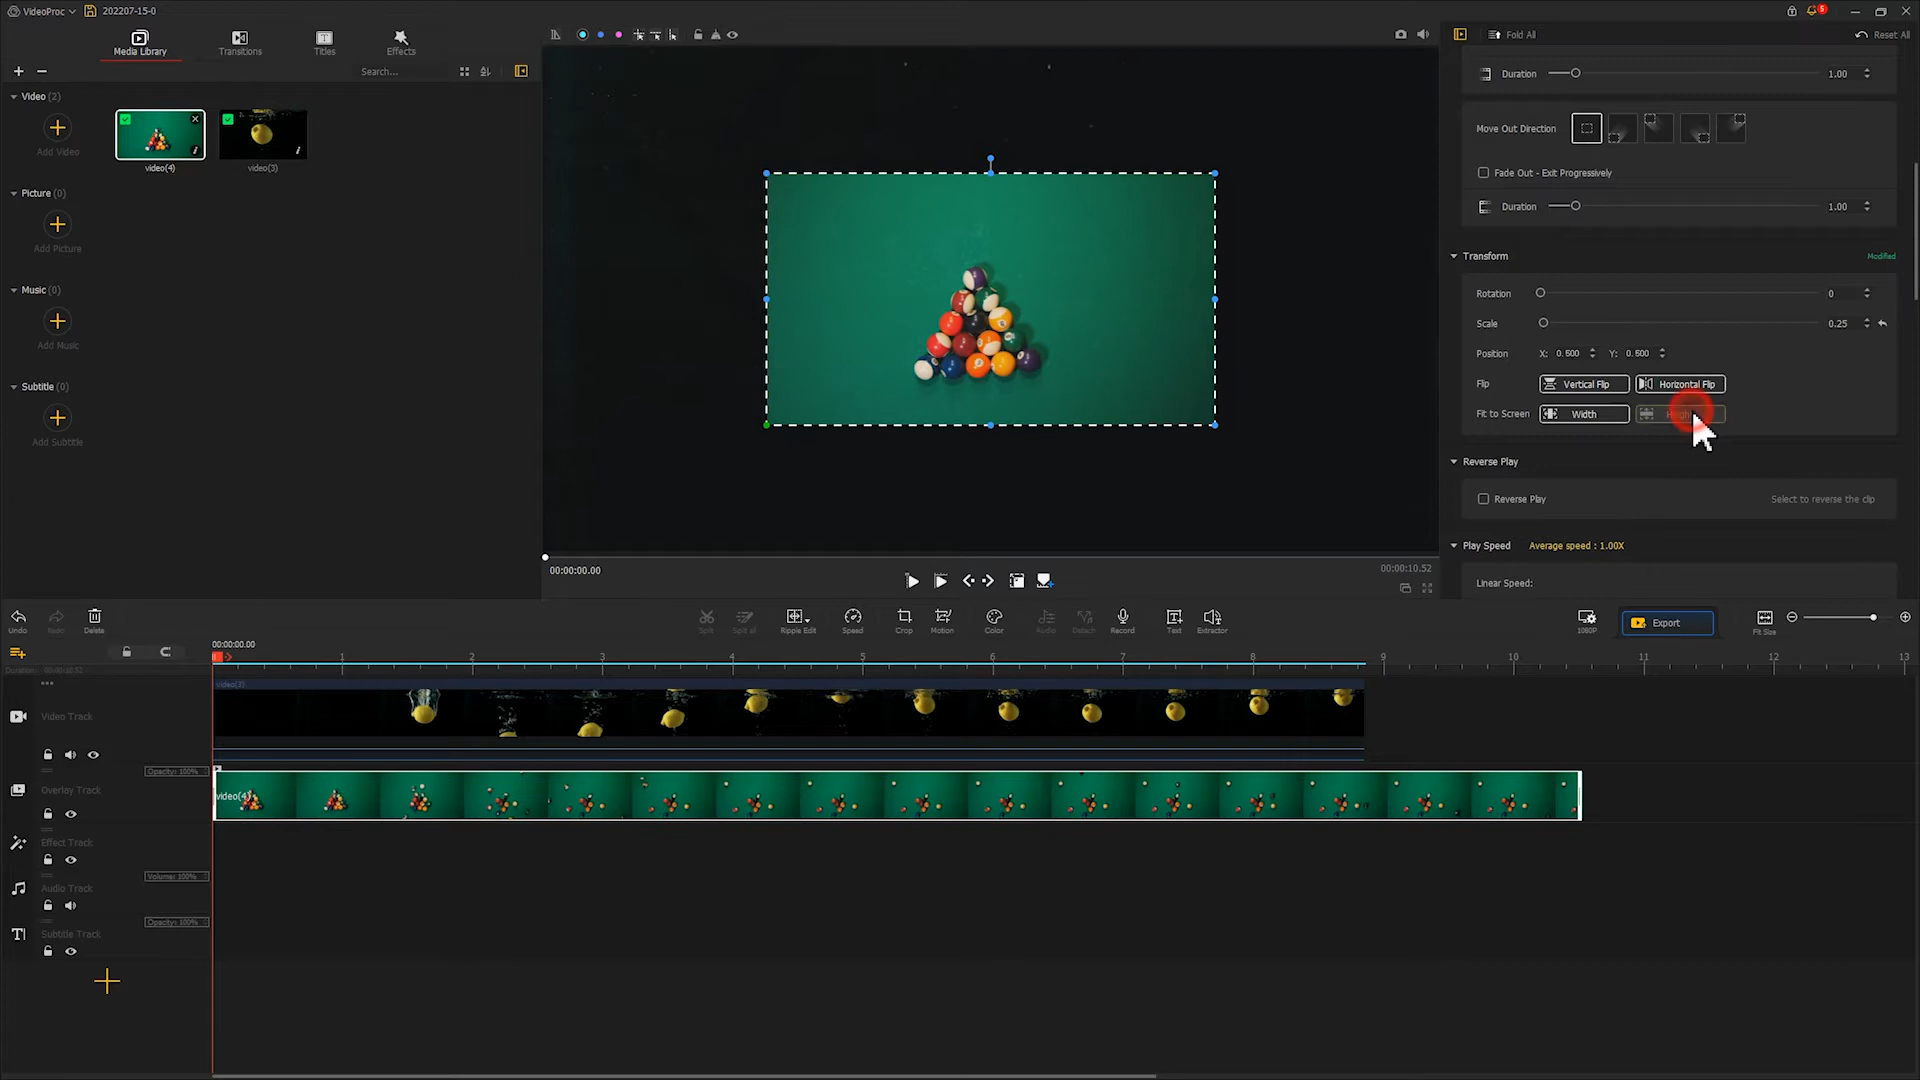 VideoProc
202207-15-0
5
Media Library
Transitions
Titles
Effects
Search...
Fold All
Reset All
Video (2)
Add Video
video(4)
video(3)
Picture (0)
Add Picture
Music (0)
Add Music
Subtitle (0)
Add Subtitle
Duration
1.00
Move Out Direction
Fade Out - Exit Progressively
Duration
1.00
Transform
Modified
Rotation
0
Scale
0.25
Position X: 0.500 Y: 0.500
Flip Vertical Flip Horizontal Flip
Fit to Screen Width
Reverse Play
Reverse Play Select to reverse the clip
Play Speed Average speed : 1.00X
Linear Speed:
00:00:00.00
00:00:10.52
Undo
Redo
Delete
Split
Split all
Ripple Edit
Speed
Crop
Motion
Color
Audio
Detach
Record
Text
Extractor
1080P
Export
Fit Size
00:00:00.00
1 2 3 4 5 6 7 8 9 10 11 12 13
video(3)
Video Track
Opacity: 100%
Overlay Track
video(4)
Effect Track
Volume: 100%
Audio Track
Opacity: 100%
Subtitle Track